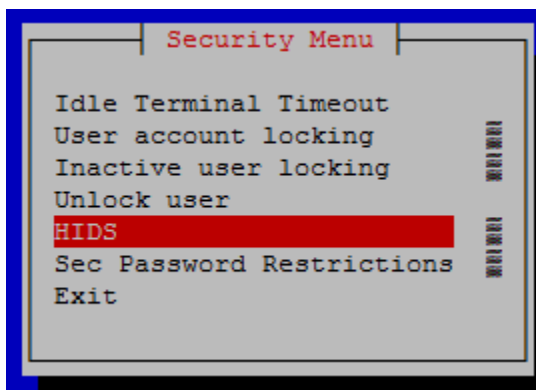 Security Menu
Idle Terminal Timeout
User account locking
Inactive user locking
Unlock user
HIDS
Sec Password Restrictions
Exit